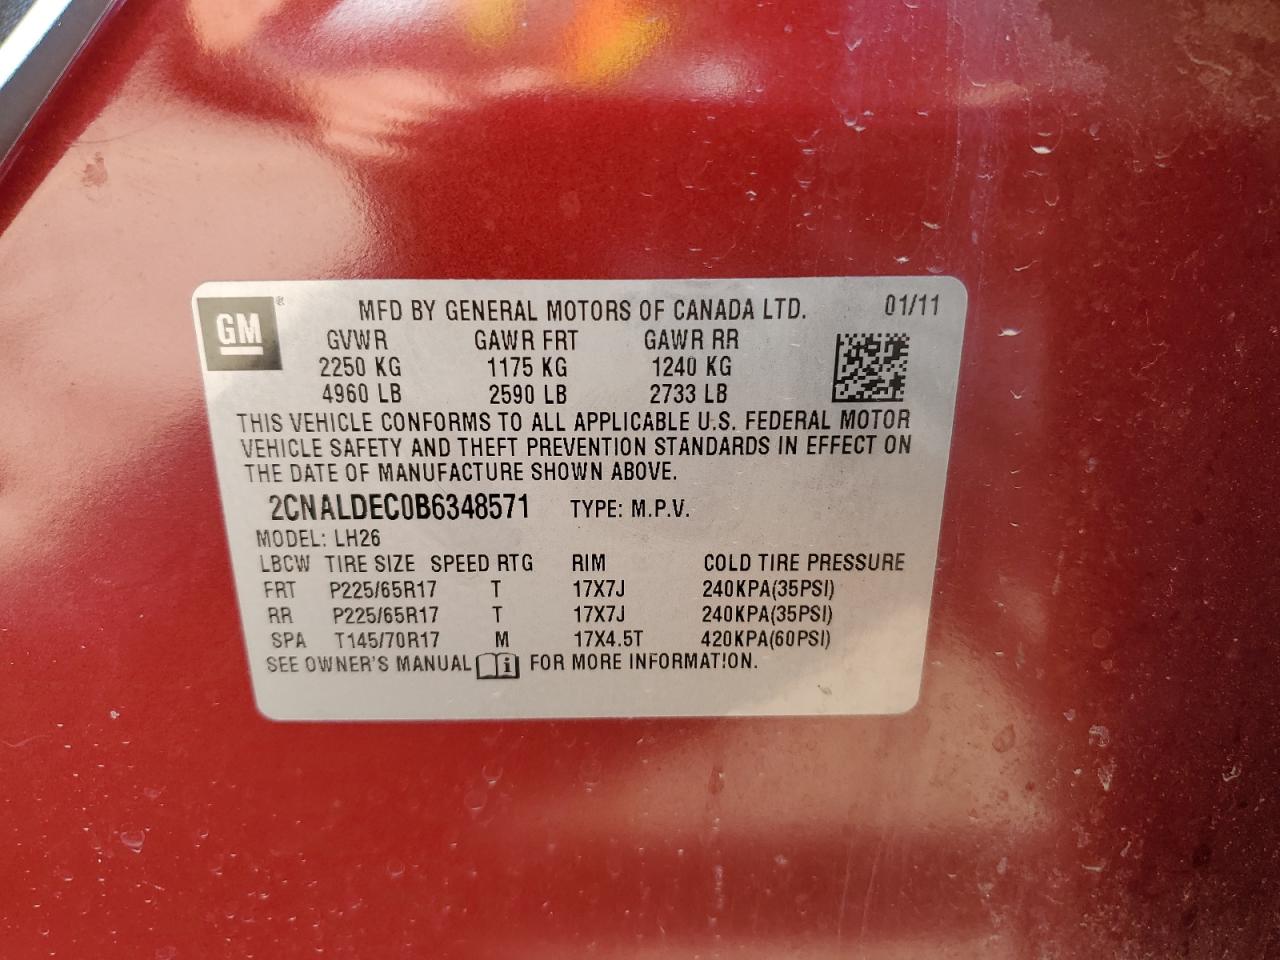 GM® MFD BY GENERAL MOTORS OF CANADA LTD. 01/11
GVWR GAWR FRT GAWR RR
2250 KG 1175 KG 1240 KG
4960 LB 2590 LB 2733 LB
THIS VEHICLE CONFORMS TO ALL APPLICABLE U.S. FEDERAL MOTOR
VEHICLE SAFETY AND THEFT PREVENTION STANDARDS IN EFFECT ON
THE DATE OF MANUFACTURE SHOWN ABOVE.
2CNALDEC0B6348571 TYPE: M.P.V.
MODEL: LH26
LBCW TIRE SIZE SPEED RTG RIM COLD TIRE PRESSURE
FRT P225/65R17 T 17X7J 240KPA(35PSI)
RR P225/65R17 T 17X7J 240KPA(35PSI)
SPA T145/70R17 M 17X4.5T 420KPA(60PSI)
SEE OWNER'S MANUAL i FOR MORE INFORMATION.